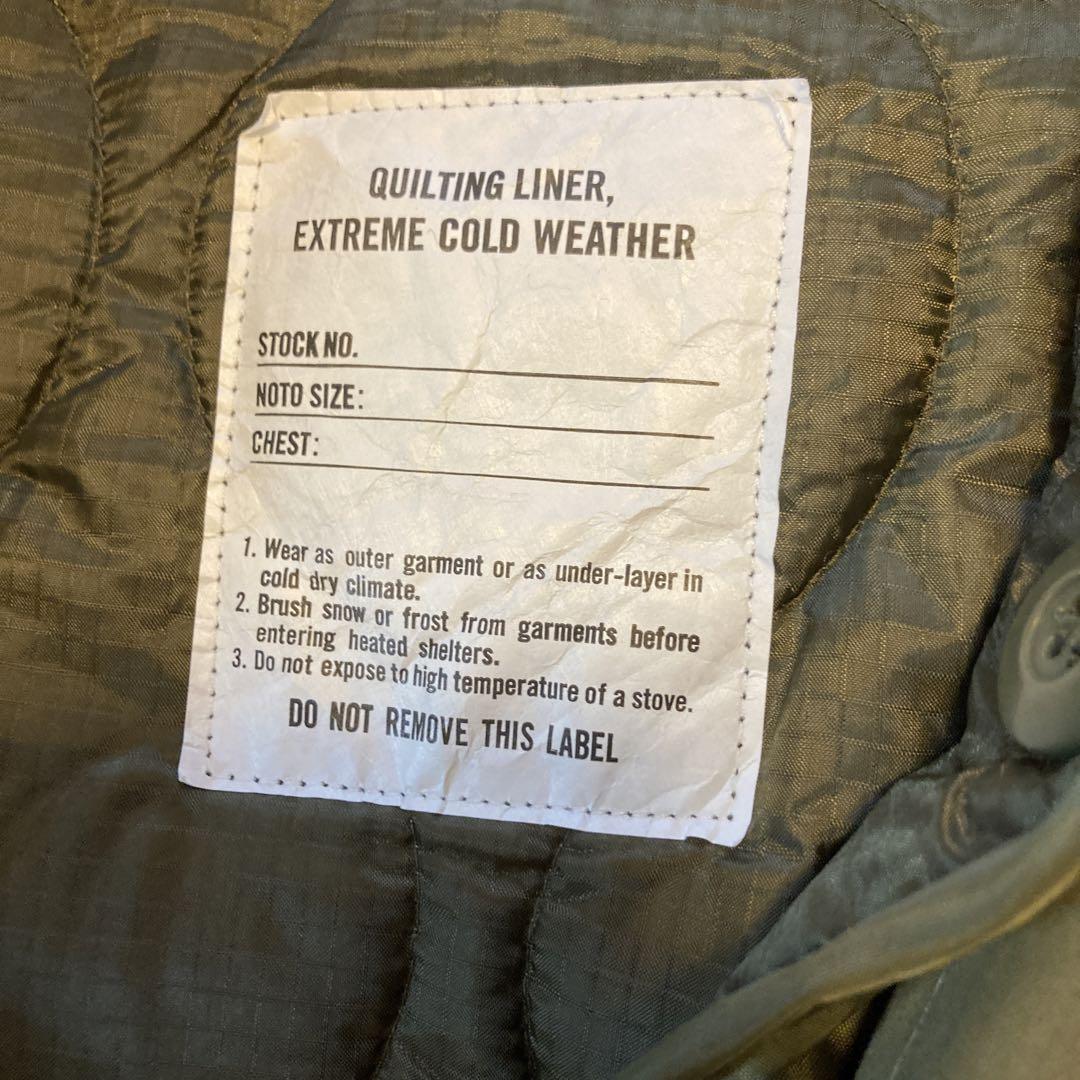 QUILTING LINER,
EXTREME COLD WEATHER
STOCK NO.
NOTO SIZE:
CHEST:
1. Wear as outer garment or as under-layer in
cold dry climate.
2. Brush snow or frost from garments before
entering heated shelters.
3. Do not expose to high temperature of a stove.
DO NOT REMOVE THIS LABEL